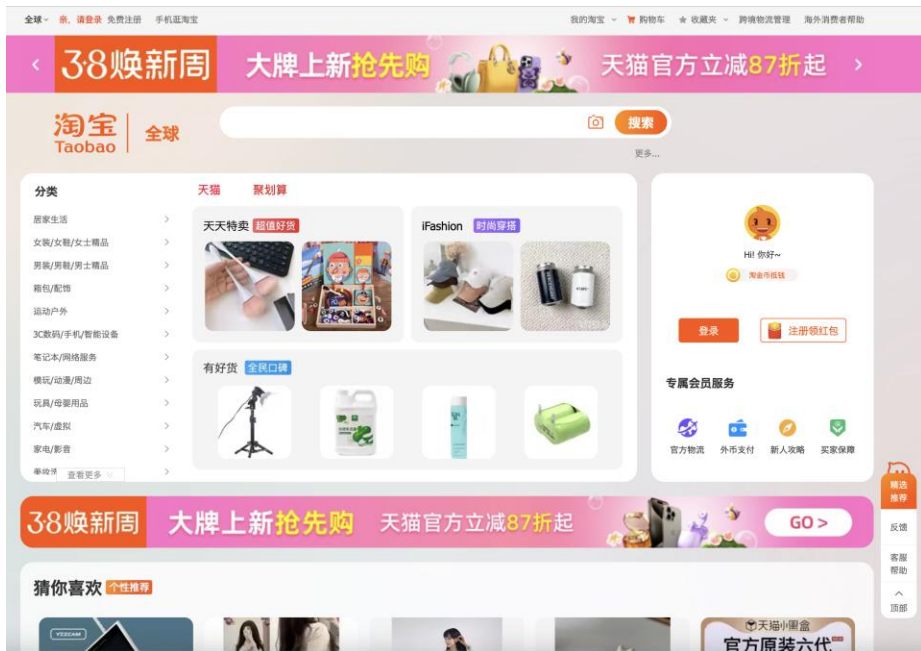 全球
亲，请登录 免费注册 手机逛淘宝
我的淘宝 购物车 收藏夹 跨境物流管理 海外消费者帮助
3·8焕新周 大牌上新抢先购 天猫官方立减87折起
淘宝
Taobao
全球
搜索
更多...
分类
居家生活
女装/女鞋/女士精品
男装/男鞋/男士精品
箱包/配饰
运动户外
3C数码/手机/智能设备
笔记本/网络服务
模玩/动漫/周边
玩具/母婴用品
汽车/虚拟
家电/影音
查看更多
天猫 聚划算
天天特卖 超值好货
iFashion 时尚穿搭
有好货 全民口碑
Hi! 你好~
淘金币抵钱
登录 注册领红包
专属会员服务
官方物流 外币支付 新人攻略 买家保障
精选
推荐
反馈
客服
帮助
顶部
3·8焕新周 大牌上新抢先购 天猫官方立减87折起 GO >
猜你喜欢 个性推荐
YEECAM
天猫小黑盒
官方原装六代